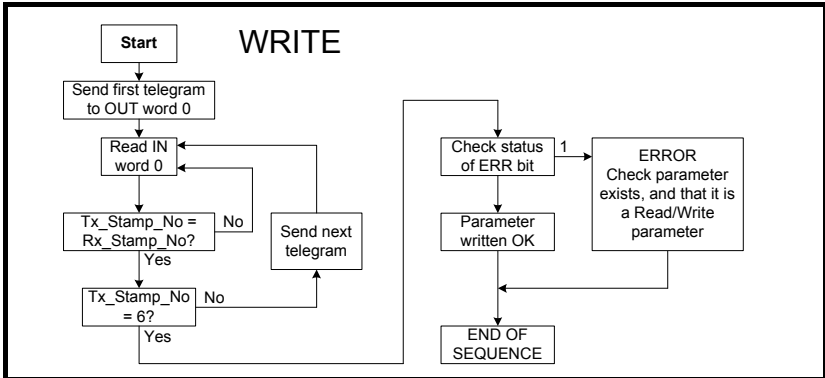 WRITE
Start
Send first telegram
to OUT word 0
Read IN
word 0
Tx_Stamp_No =
Rx_Stamp_No?
No
Yes
Send next
telegram
Tx_Stamp_No
= 6?
No
Yes
Check status
of ERR bit
1
ERROR
Check parameter
exists, and that it is
a Read/Write
parameter
Parameter
written OK
END OF
SEQUENCE